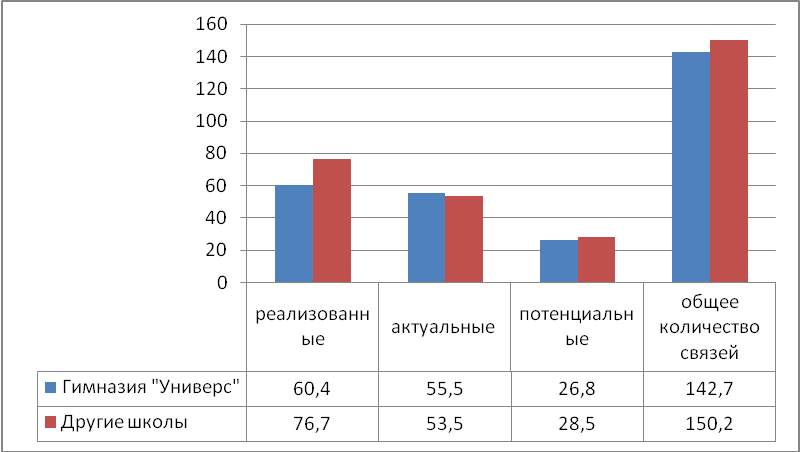 160
140
120
100
80
60
40
20
0
реализованн
ые
актуальные
потенциальн
ые
общее
количество
связей
Гимназия "Универс" 60,4 55,5 26,8 142,7
Другие школы 76,7 53,5 28,5 150,2